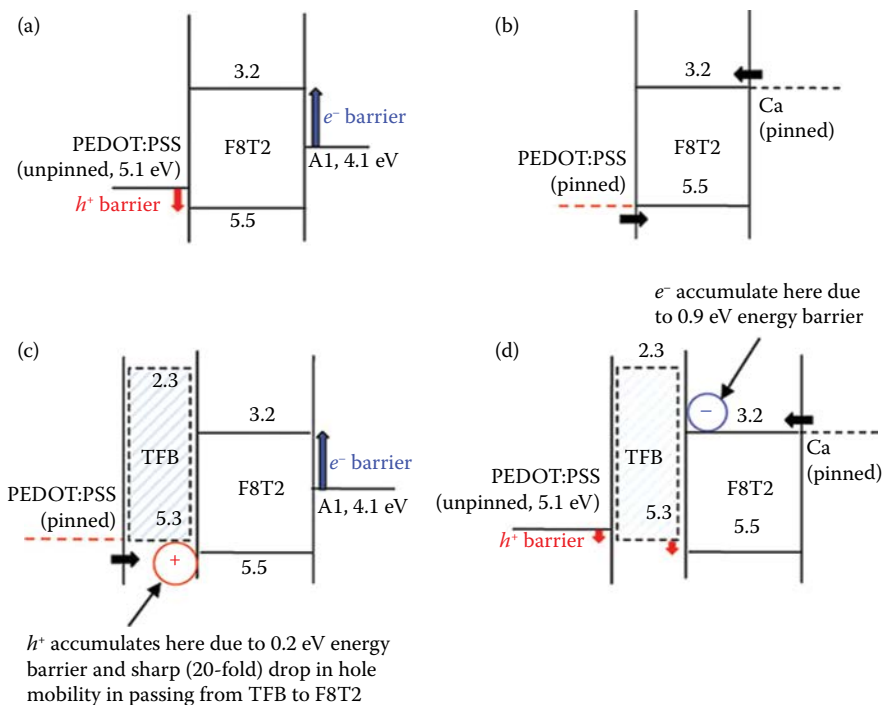 (a)
3.2
e⁻ barrier
PEDOT:PSS
(unpinned, 5.1 eV)
F8T2
A1, 4.1 eV
h⁺ barrier
5.5
(b)
3.2
Ca
(pinned)
F8T2
PEDOT:PSS
(pinned)
5.5
(c)
2.3
3.2
TFB
e⁻ barrier
PEDOT:PSS
(pinned)
F8T2
5.3
A1, 4.1 eV
+
5.5
h⁺ accumulates here due to 0.2 eV energy
barrier and sharp (20-fold) drop in hole
mobility in passing from TFB to F8T2
e⁻ accumulate here due
to 0.9 eV energy barrier
(d)
2.3
−
3.2
TFB
Ca
(pinned)
PEDOT:PSS
(unpinned, 5.1 eV)
F8T2
5.3
5.5
h⁺ barrier